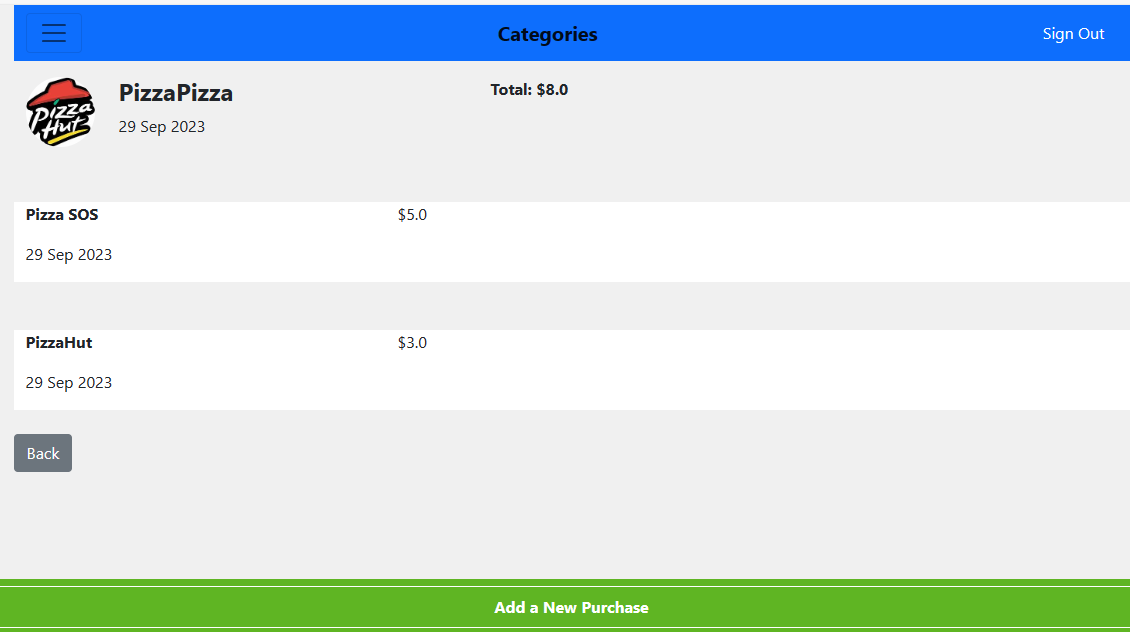 Categories
Sign Out
Pizza
Hut
PizzaPizza
29 Sep 2023
Total: $8.0
Pizza SOS
$5.0
29 Sep 2023
PizzaHut
$3.0
29 Sep 2023
Back
Add a New Purchase